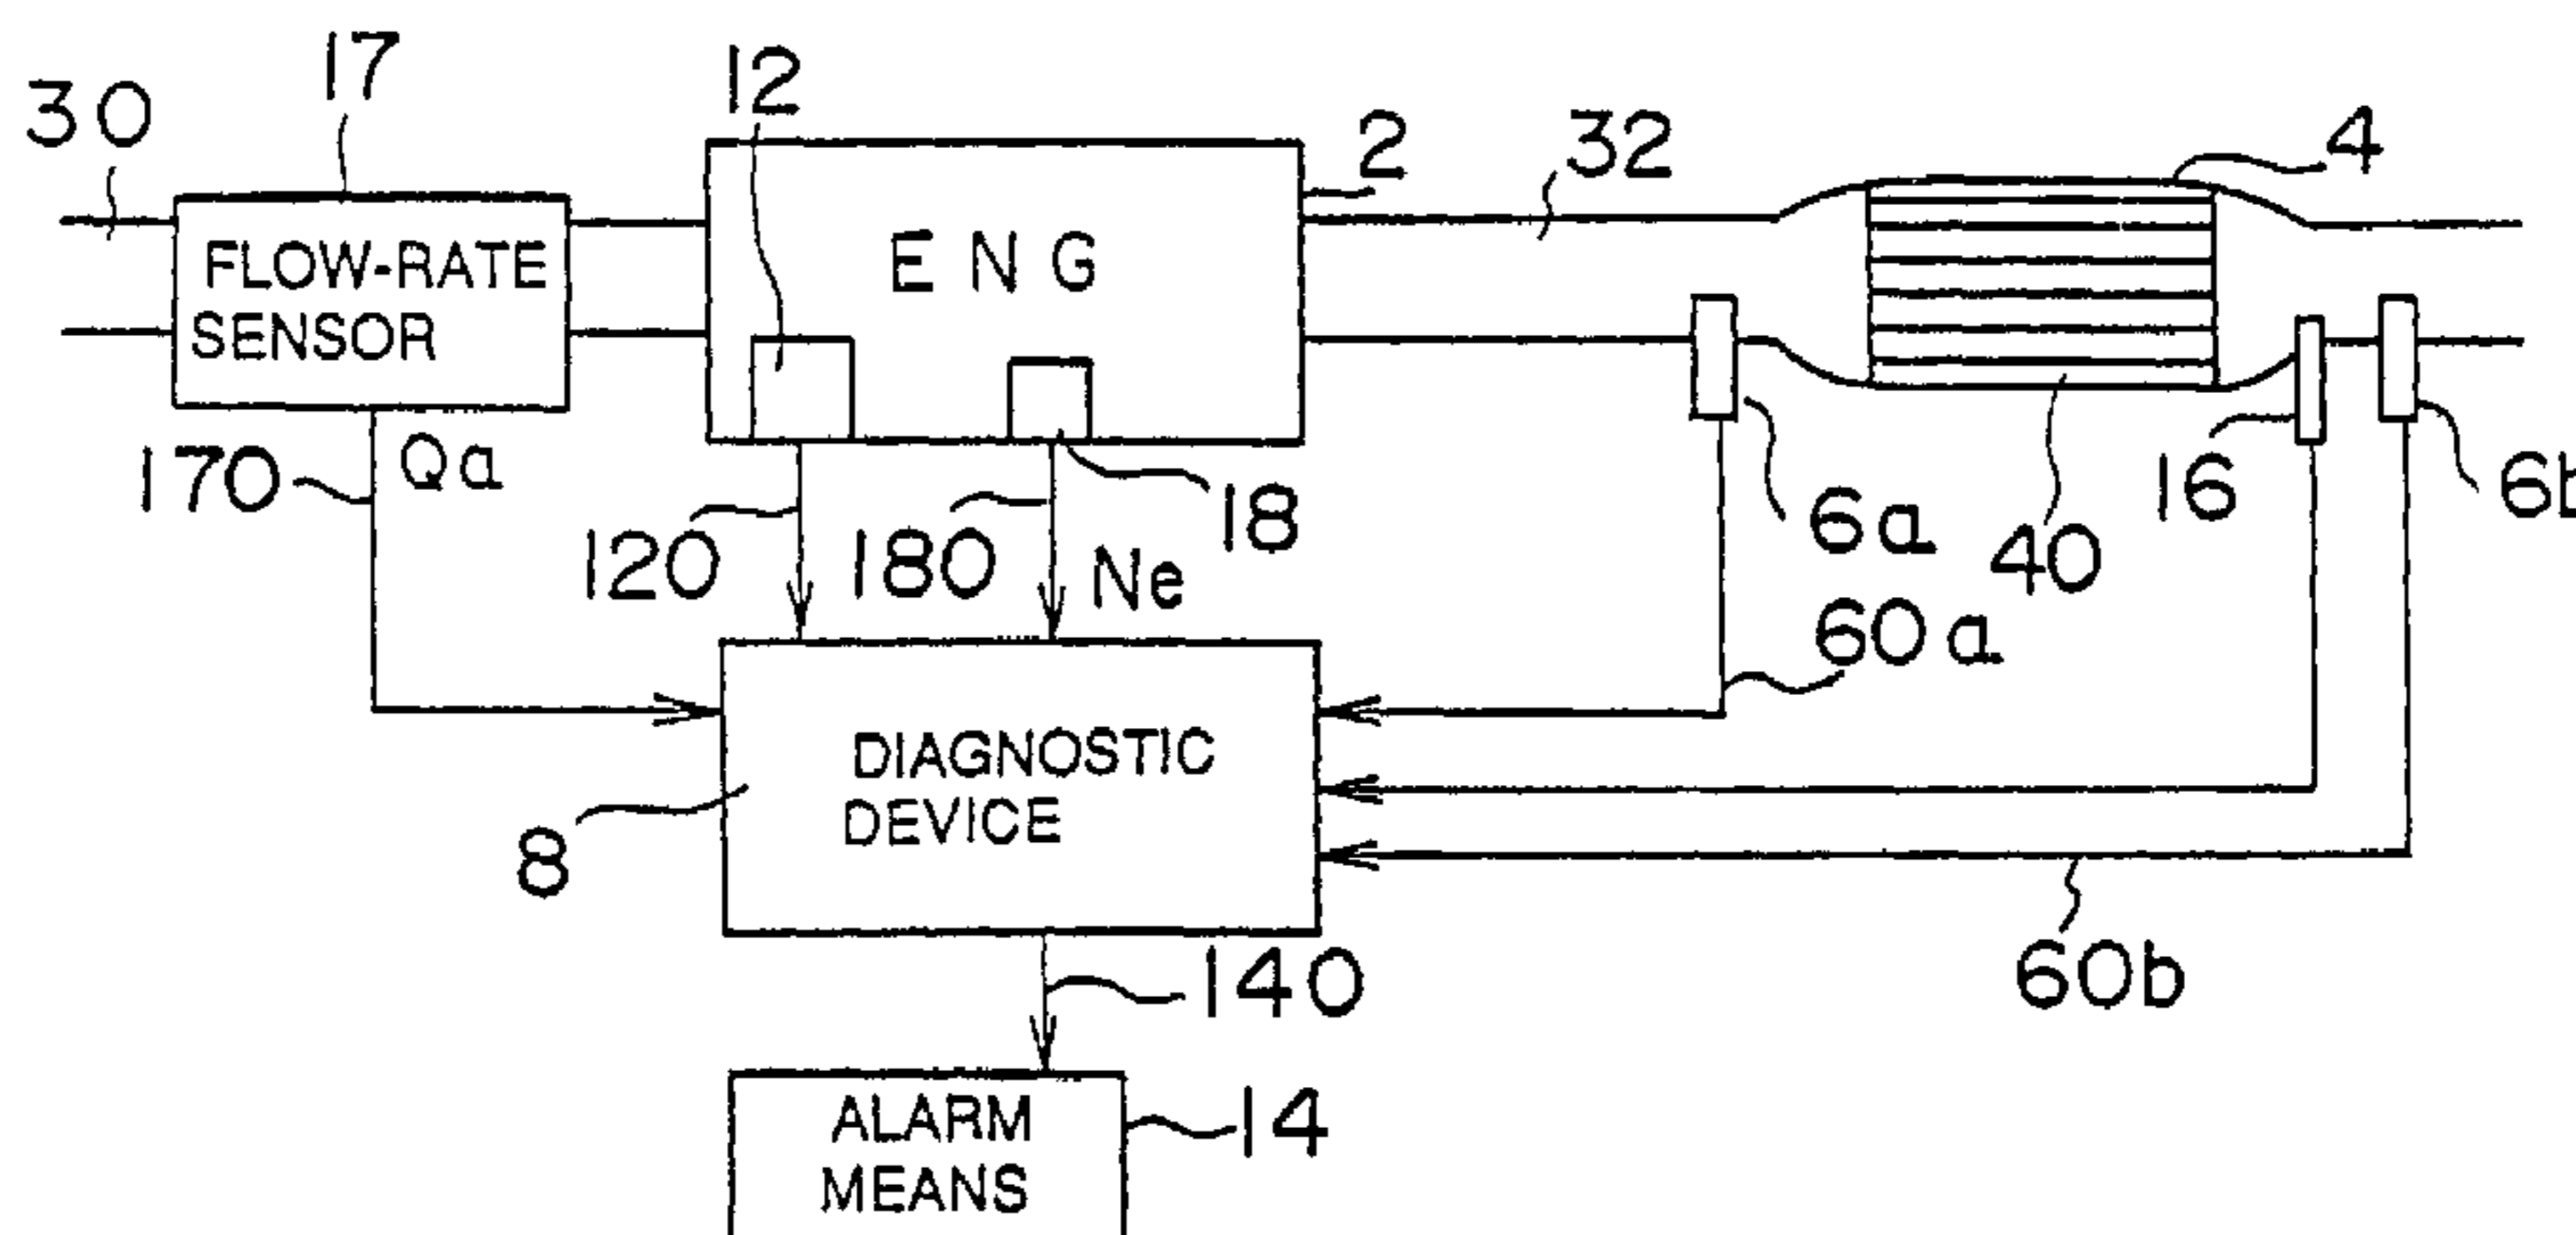 30
17
12
2
32
4
FLOW-RATE
SENSOR
ENG
170
Qa
120
180
Ne
18
6a
40
16
6b
60a
DIAGNOSTIC
DEVICE
8
60b
140
ALARM
MEANS
14